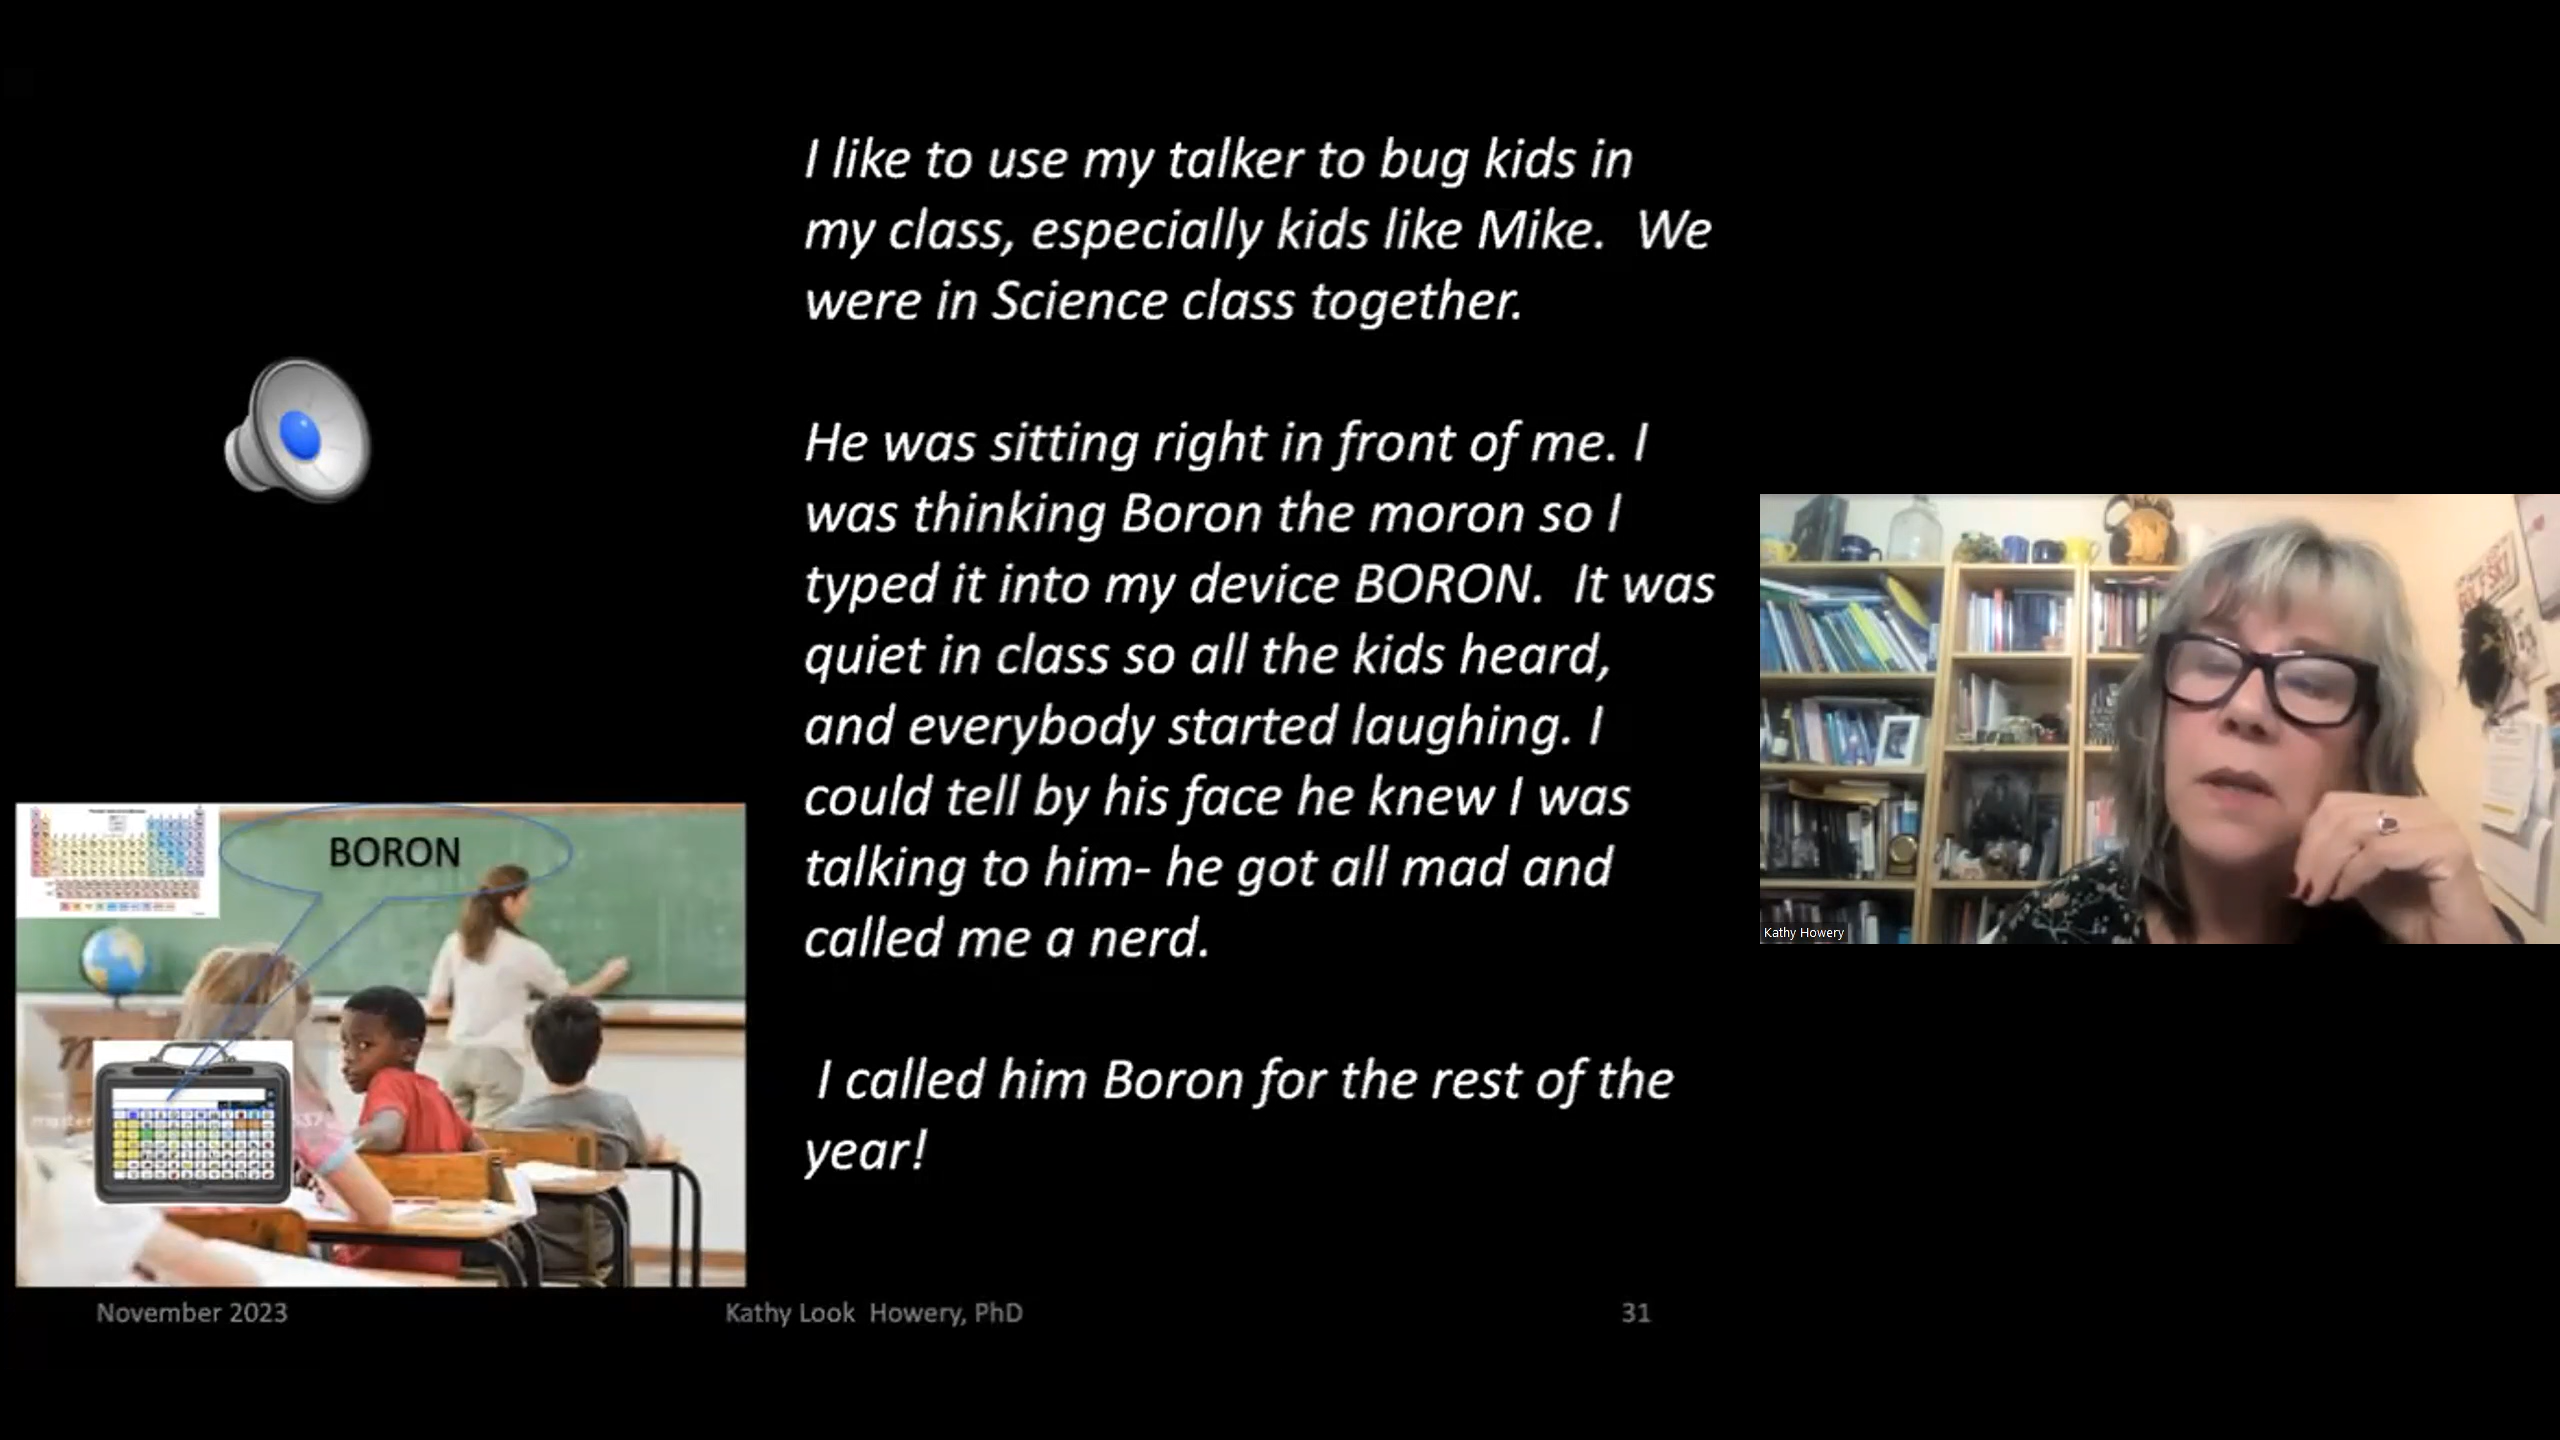 I like to use my talker to bug kids in
my class, especially kids like Mike.  We
were in Science class together.
He was sitting right in front of me. I
was thinking Boron the moron so I
typed it into my device BORON.  It was
quiet in class so all the kids heard,
and everybody started laughing. I
could tell by his face he knew I was
talking to him- he got all mad and
called me a nerd.
I called him Boron for the rest of the
year!
BORON
Kathy Howery
November 2023
Kathy Look  Howery, PhD
31